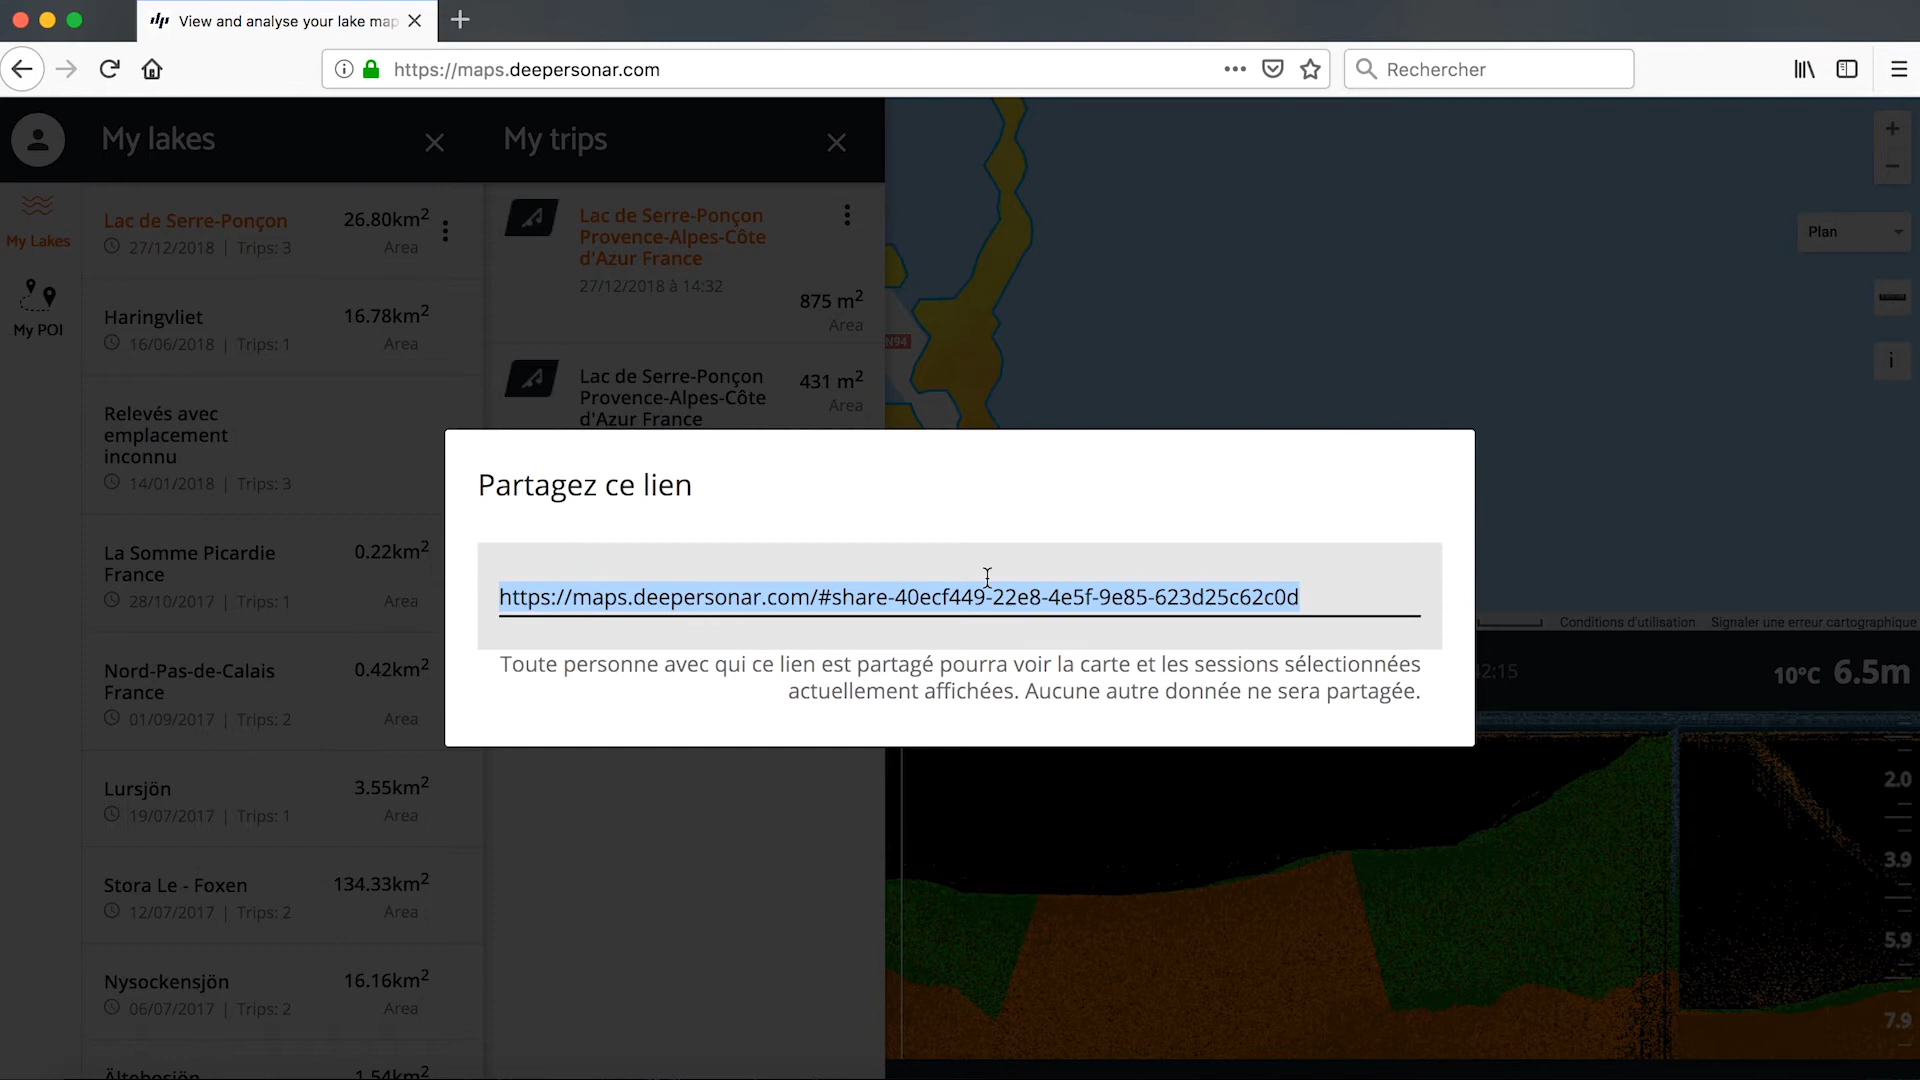 View and analyse your lake map
https://maps.deepersonar.com
Rechercher
My lakes
My trips
My Lakes
My POI
Lac de Serre-Ponçon 26.80km2
27/12/2018 | Trips: 3 Area
Haringvliet 16.78km2
16/06/2018 | Trips: 1 Area
Relevés avec
emplacement
inconnu
14/01/2018 | Trips: 3
La Somme Picardie 0.22km2
France
28/10/2017 | Trips: 1 Area
Nord-Pas-de-Calais 0.42km2
France
01/09/2017 | Trips: 2 Area
Lursjön 3.55km2
19/07/2017 | Trips: 1 Area
Stora Le - Foxen 134.33km2
12/07/2017 | Trips: 2 Area
Nysockensjön 16.16km2
06/07/2017 | Trips: 2 Area
1.54km2
Lac de Serre-Ponçon
Provence-Alpes-Côte
d'Azur France
27/12/2018 à 14:32
875 m2
Area
Lac de Serre-Ponçon 431 m2
Provence-Alpes-Côte Area
d'Azur France
N94
+
−
Plan
i
Partagez ce lien
https://maps.deepersonar.com/#share-40ecf449-22e8-4e5f-9e85-623d25c62c0d
Toute personne avec qui ce lien est partagé pourra voir la carte et les sessions sélectionnées
actuellement affichées. Aucune autre donnée ne sera partagée.
Conditions d'utilisation Signaler une erreur cartographique
2:15 10°C 6.5m
2.0
3.9
5.9
7.9